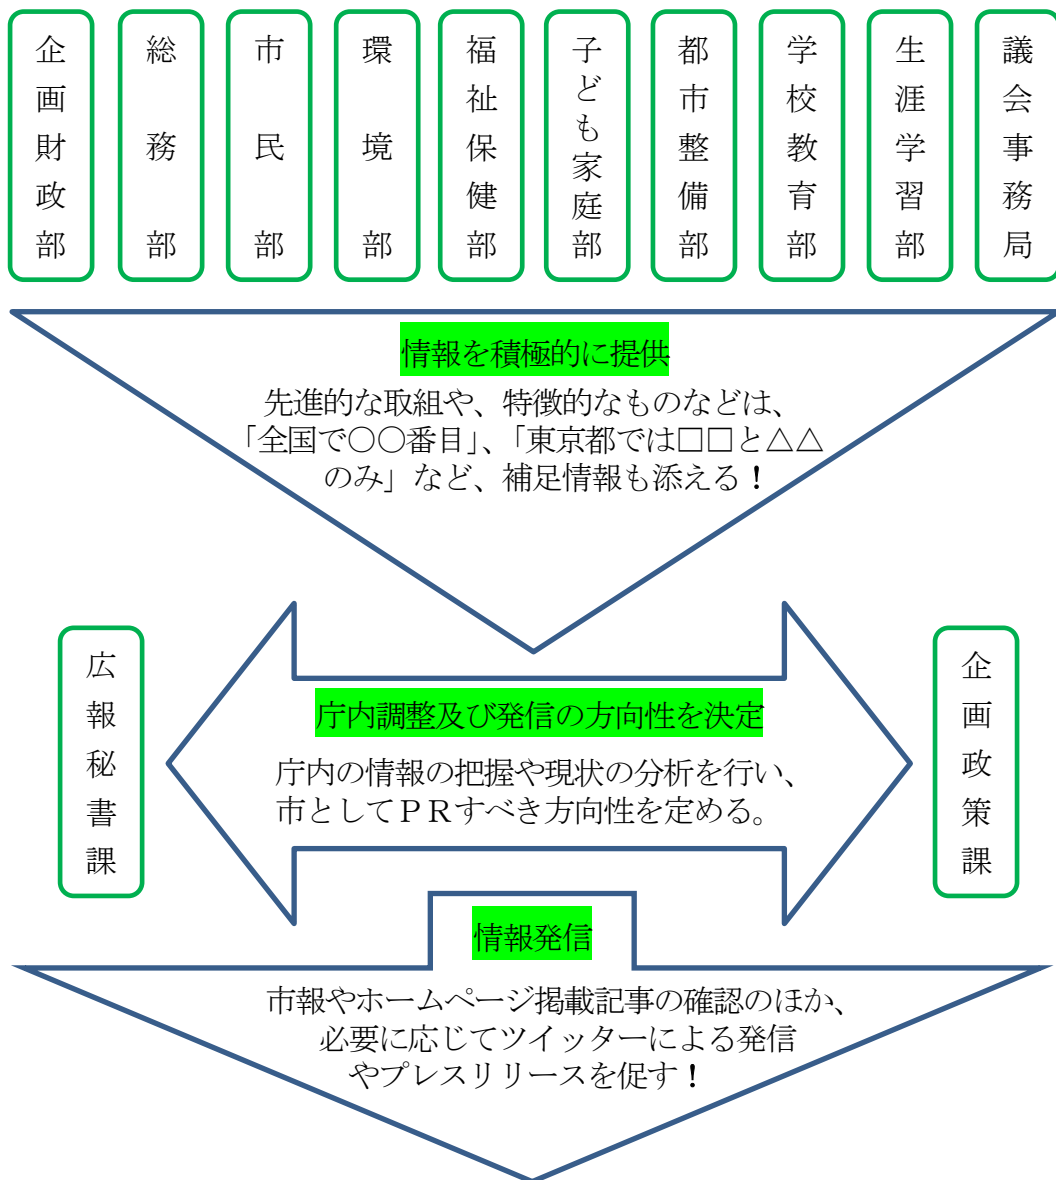 企画財政部
総務部
市民部
環境部
福祉保健部
子ども家庭部
都市整備部
学校教育部
生涯学習部
議会事務局
情報を積極的に提供
先進的な取組や、特徴的なものなどは、
「全国で〇〇番目」、「東京都では□□と△△
のみ」など、補足情報も添える！
広報秘書課
庁内調整及び発信の方向性を決定
庁内の情報の把握や現状の分析を行い、
市としてＰＲすべき方向性を定める。
企画政策課
情報発信
市報やホームページ掲載記事の確認のほか、
必要に応じてツイッターによる発信
やプレスリリースを促す！